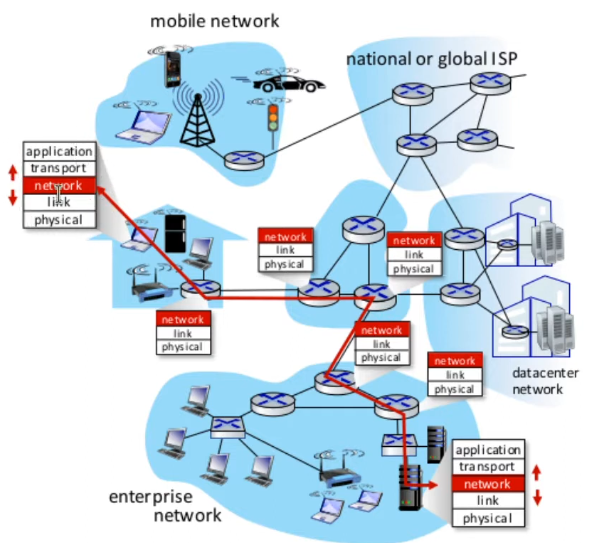 mobile network
national or global ISP
application
transport
network
link
physical
network
link
physical
network
link
physical
network
link
physical
network
link
physical
network
link
physical
datacenter
network
application
transport
network
link
physical
enterprise
network